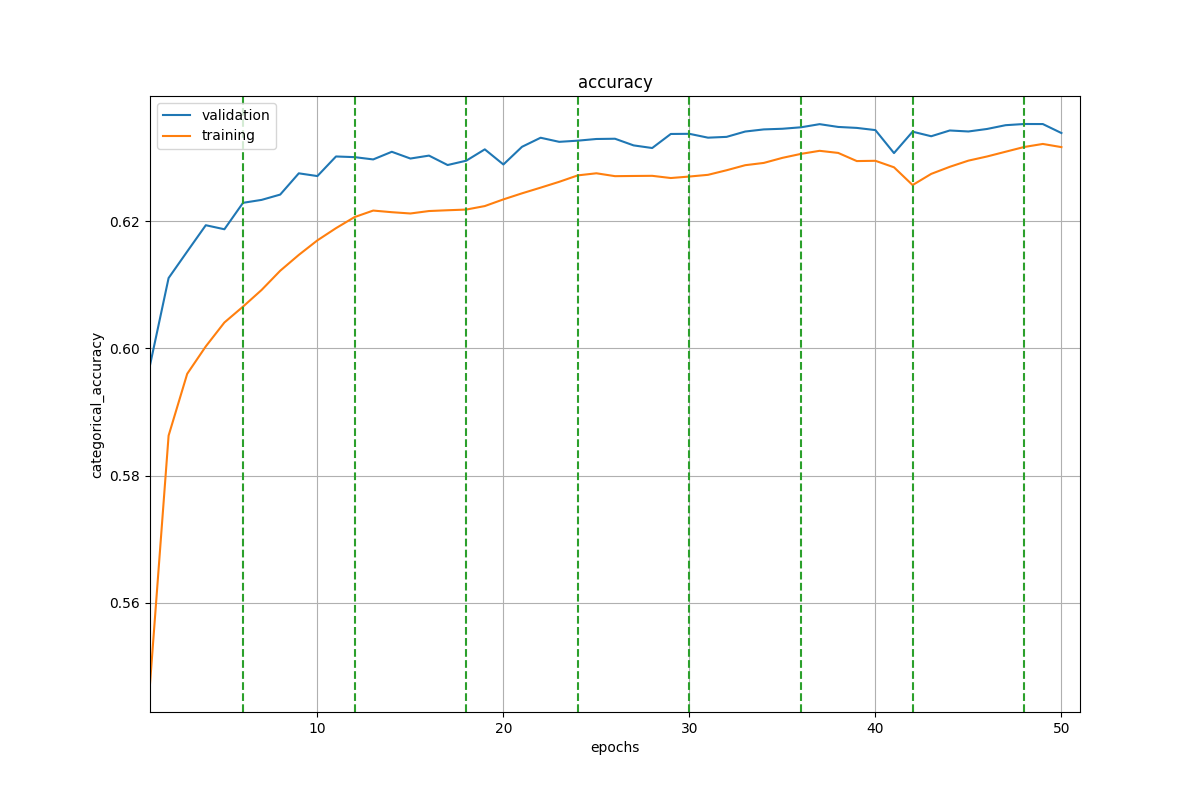 accuracy
validation
training
categorical_accuracy
0.62
0.60
0.58
0.56
10 20 30 40 50
epochs